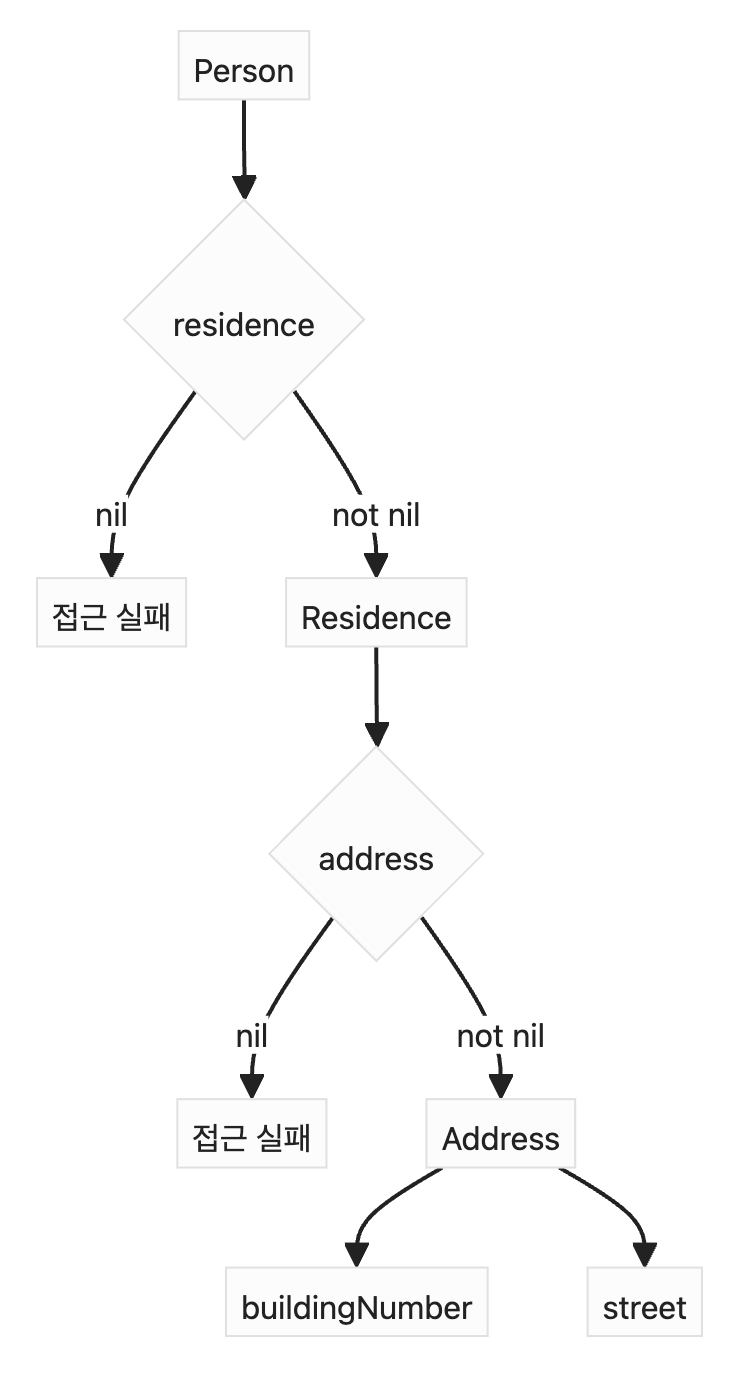 Person
residence
nil
not nil
접근 실패
Residence
address
nil
not nil
접근 실패
Address
buildingNumber
street